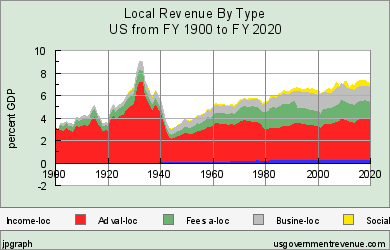 Local Revenue By Type
US from FY 1900 to FY 2020
percent GDP
10
8
6
4
2
0
-2
1900 1920 1940 1960 1980 2000 2020
Income-loc Ad val-loc Fees a-loc Busine-loc Social
jpgraph usgovernmentrevenue.com